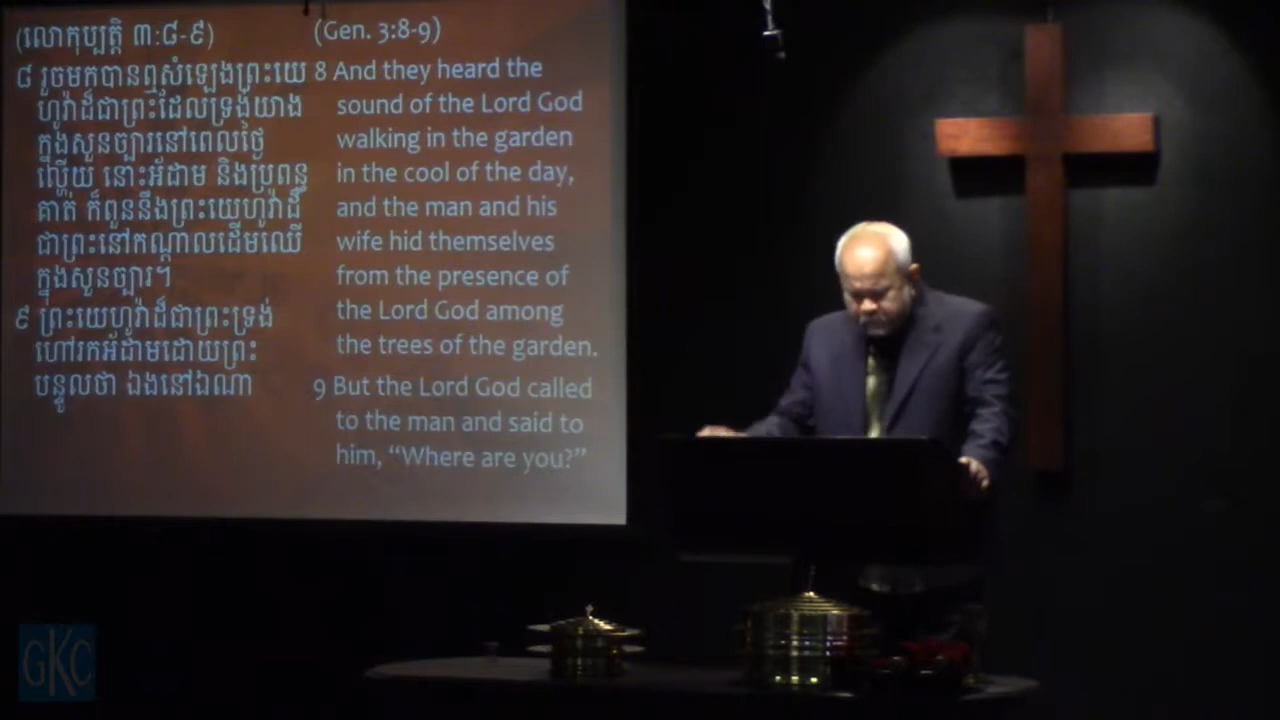 (លោកុប្បត្តិ ៣:៨-៩)
៨ រួចមកបានឮសំឡេងព្រះយេ
ហូវ៉ាដ៏ជាព្រះដែលទ្រង់យាង
ក្នុងសួនច្បារនៅពេលថ្ងៃ
ល្ហើយ នោះអ័ដាម និងប្រពន្ធ
គាត់ ក៏ពួននឹងព្រះយេហូវ៉ាដ៏
ជាព្រះនៅកណ្តាលដើមឈើ
ក្នុងសួនច្បារ។
៩ ព្រះយេហូវ៉ាដ៏ជាព្រះទ្រង់
ហៅរកអ័ដាមដោយព្រះ
បន្ទូលថា ឯងនៅឯណា
(Gen. 3:8-9)
8 And they heard the
sound of the Lord God
walking in the garden
in the cool of the day,
and the man and his
wife hid themselves
from the presence of
the Lord God among
the trees of the garden.
9 But the Lord God called
to the man and said to
him, “Where are you?”
GKC